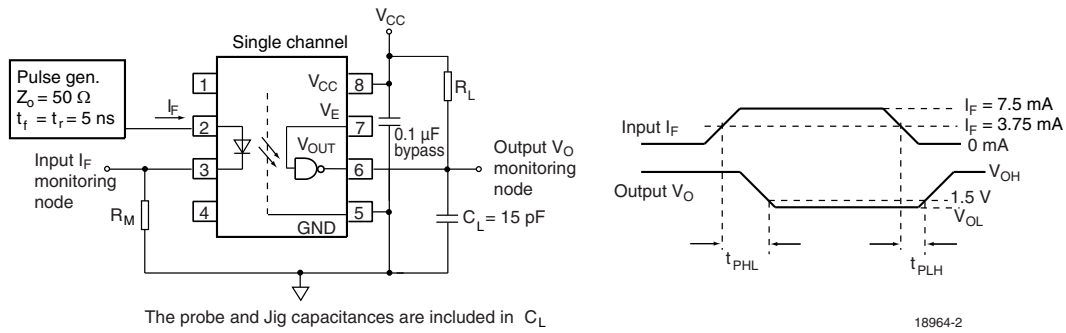 V_CC
Single channel
Pulse gen.
Z_o = 50 Ω
t_f = t_r = 5 ns
I_F
1
2
3
4
V_CC
8
V_E
7
V_OUT
6
GND
5
0.1 µF
bypass
R_L
Input I_F
monitoring
node
R_M
Output V_O
monitoring
node
C_L = 15 pF
The probe and Jig capacitances are included in C_L
Input I_F
I_F = 7.5 mA
I_F = 3.75 mA
0 mA
Output V_O
V_OH
1.5 V
V_OL
t_PHL
t_PLH
18964-2